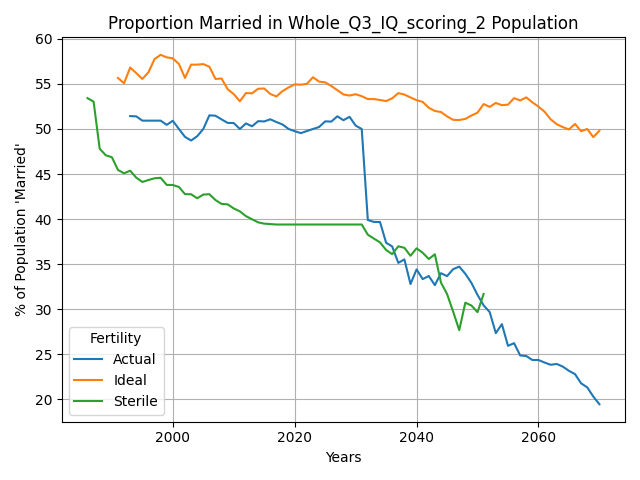 Proportion Married in Whole_Q3_IQ_scoring_2 Population
% of Population 'Married'
60
55
50
45
40
35
30
25
20
Fertility
Actual
Ideal
Sterile
2000
2020
2040
2060
Years